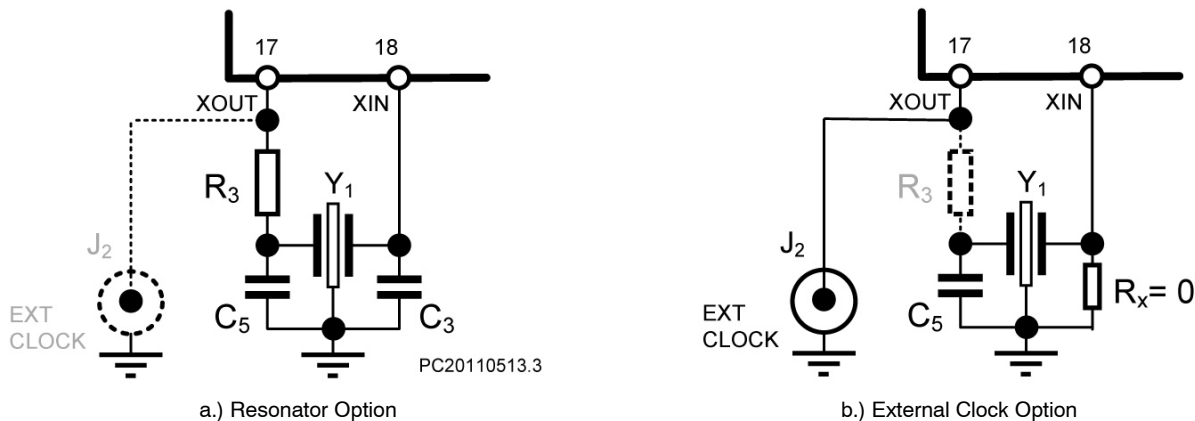 17 18
XOUT XIN
R3 Y1
J2
EXT
CLOCK
C5 C3
PC20110513.3
a.) Resonator Option
17 18
XOUT XIN
R3 Y1
J2
EXT
CLOCK
C5 Rx= 0
b.) External Clock Option